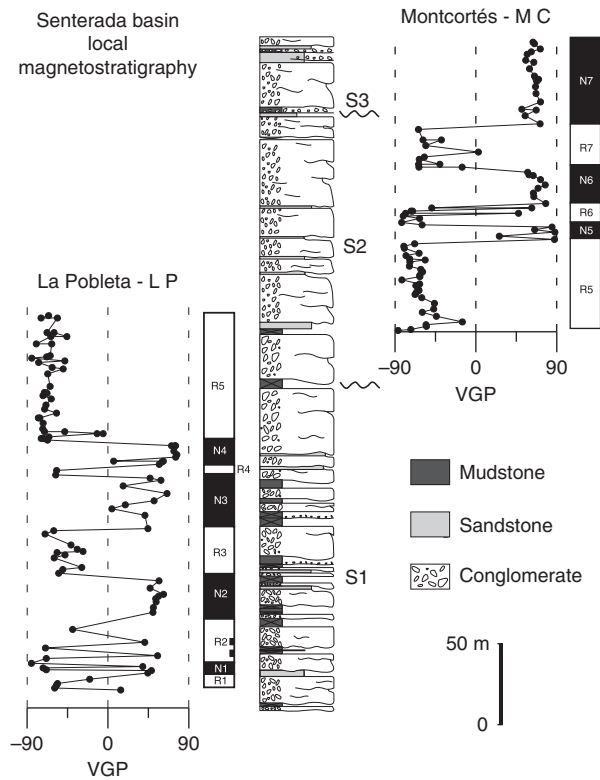 Senterada basin
local
magnetostratigraphy
Montcortés - M C
N7
R7
N6
R6
N5
R5
–90
0
90
VGP
S3
S2
S1
La Pobleta - L P
R5
N4
R4
N3
R3
N2
R2
N1
R1
–90
0
90
VGP
Mudstone
Sandstone
Conglomerate
50 m
0